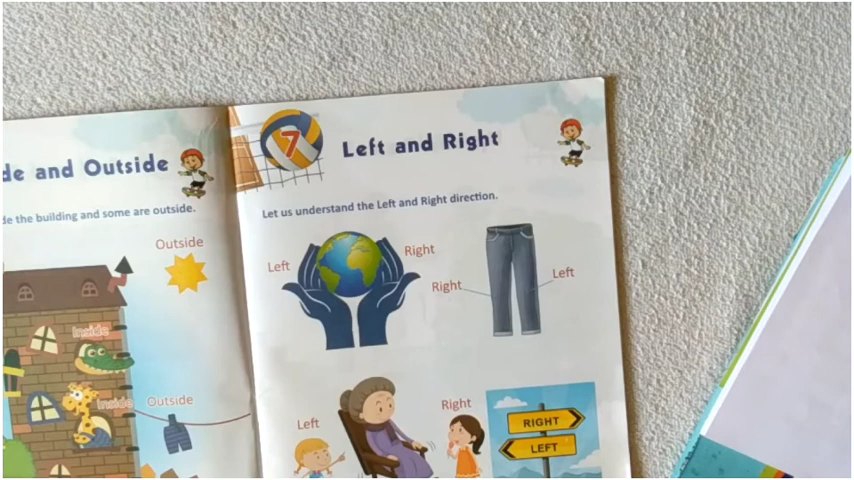 de and Outside
de the building and some are outside.
Outside
Inside
Inside
Outside
7
Left and Right
Let us understand the Left and Right direction.
Left
Right
Right
Left
Left
Right
RIGHT
LEFT